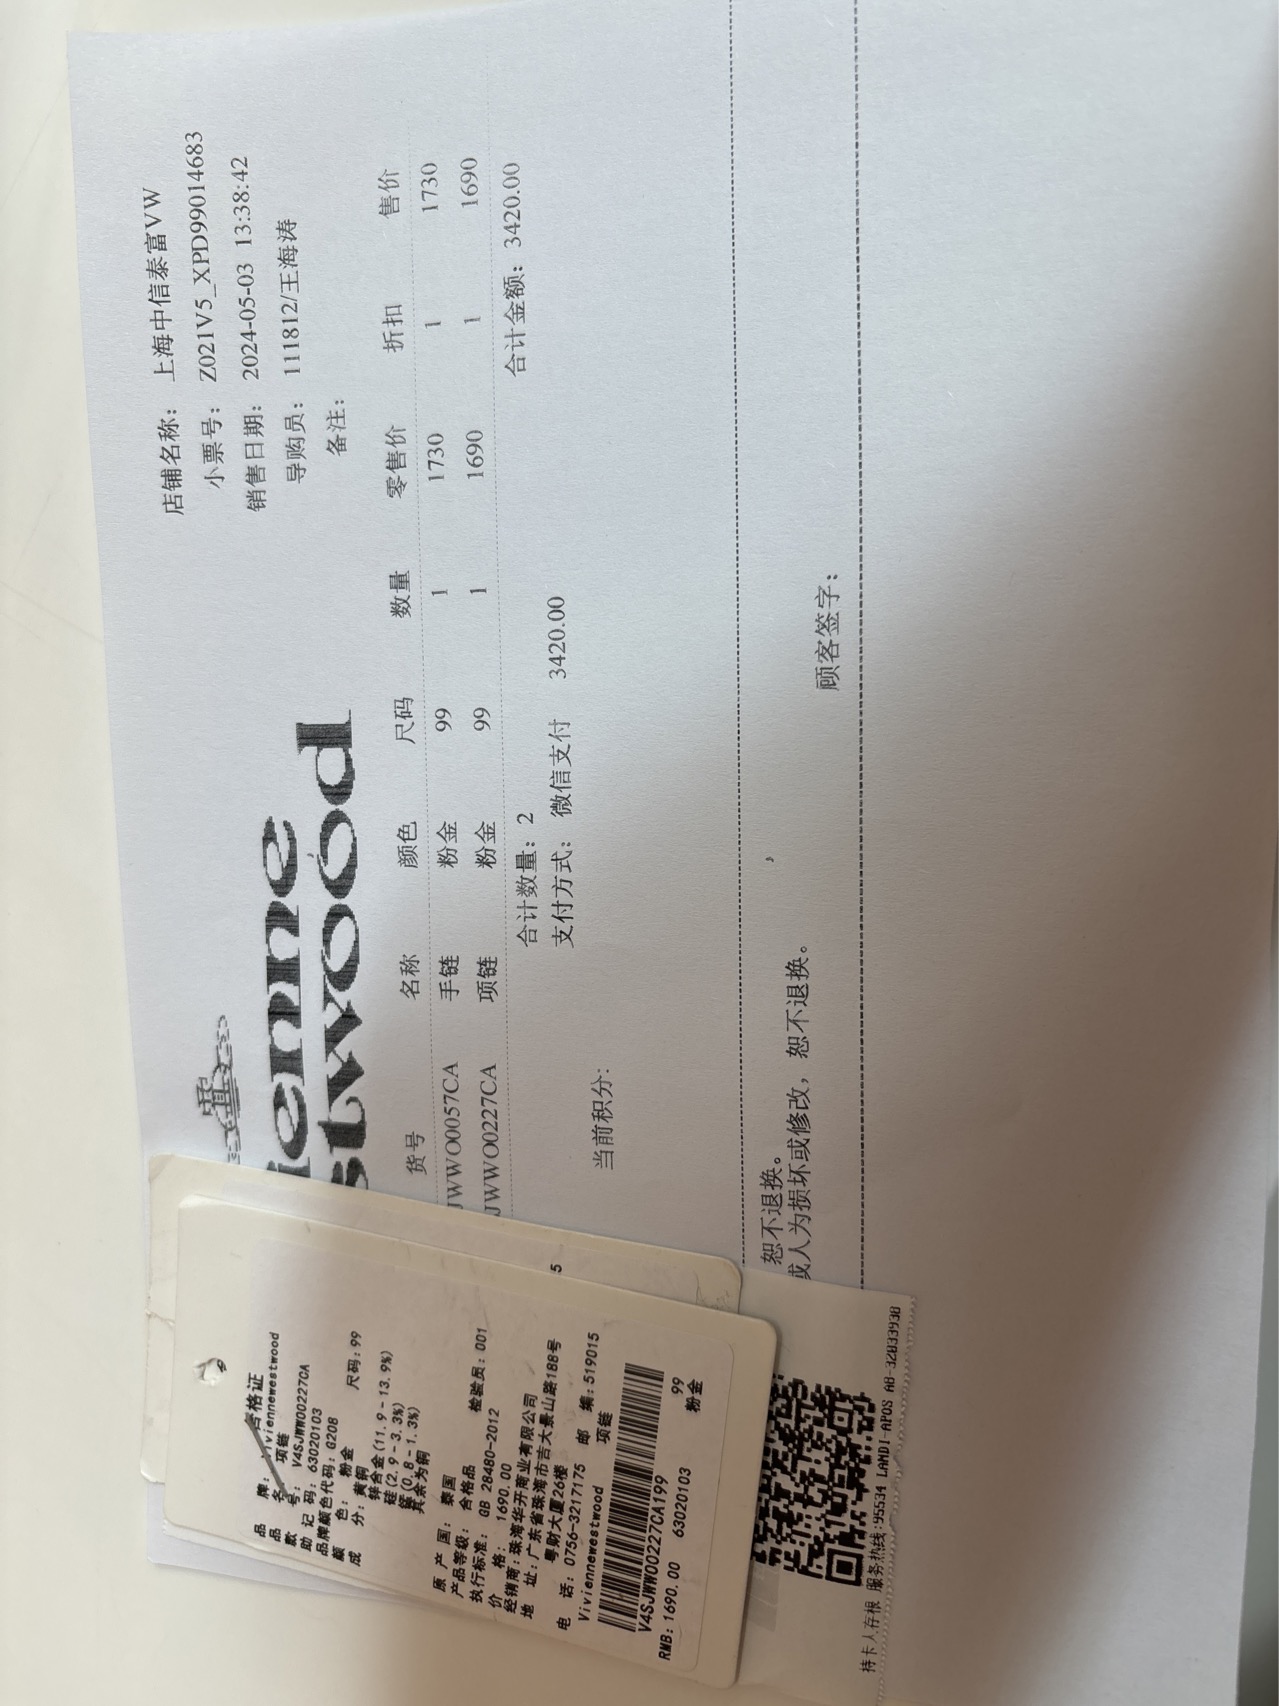 店铺名称: 上海中信泰富VW
小票号: Z021V5_XPD99014683
销售日期: 2024-05-03 13:38:42
导购员: 111812/王海涛
备注:
ienne
stwood
货号 名称 颜色 尺码 数量 零售价 折扣 售价
JWWO0057CA 手链 粉金 99 1 1730 1 1730
JWWO0227CA 项链 粉金 99 1 1690 1 1690
合计数量: 2 合计金额: 3420.00
支付方式: 微信支付 3420.00
当前积分:
恕不退换。
或人为损坏或修改, 恕不退换。
顾客签字:
合格证
品牌: Viviennewestwood
品名: 项链
款号: V4SJWWO0227CA
助记码: 63020103
品牌颜色代码: G208
颜色: 粉金 尺码: 99
成分: 黄铜
锌合金(11.9-13.9%)
硅(2.9-3.3%)
其余为铜
原产国: 泰国
产品等级: 合格品 检验员: 001
执行标准: GB 28480-2012
价格: 1690.00
经销商: 珠海华开商业有限公司
地址: 广东省珠海市吉大景山路188号
粤财大厦26楼
电话: 0756-3217175 邮编: 519015
Viviennewestwood 项链
V4SJWWO0227CA199 99
RMB: 1690.00 63020103 粉金
5
持卡人存根 服务热线:95534 LANDI-APOS A8-32833938